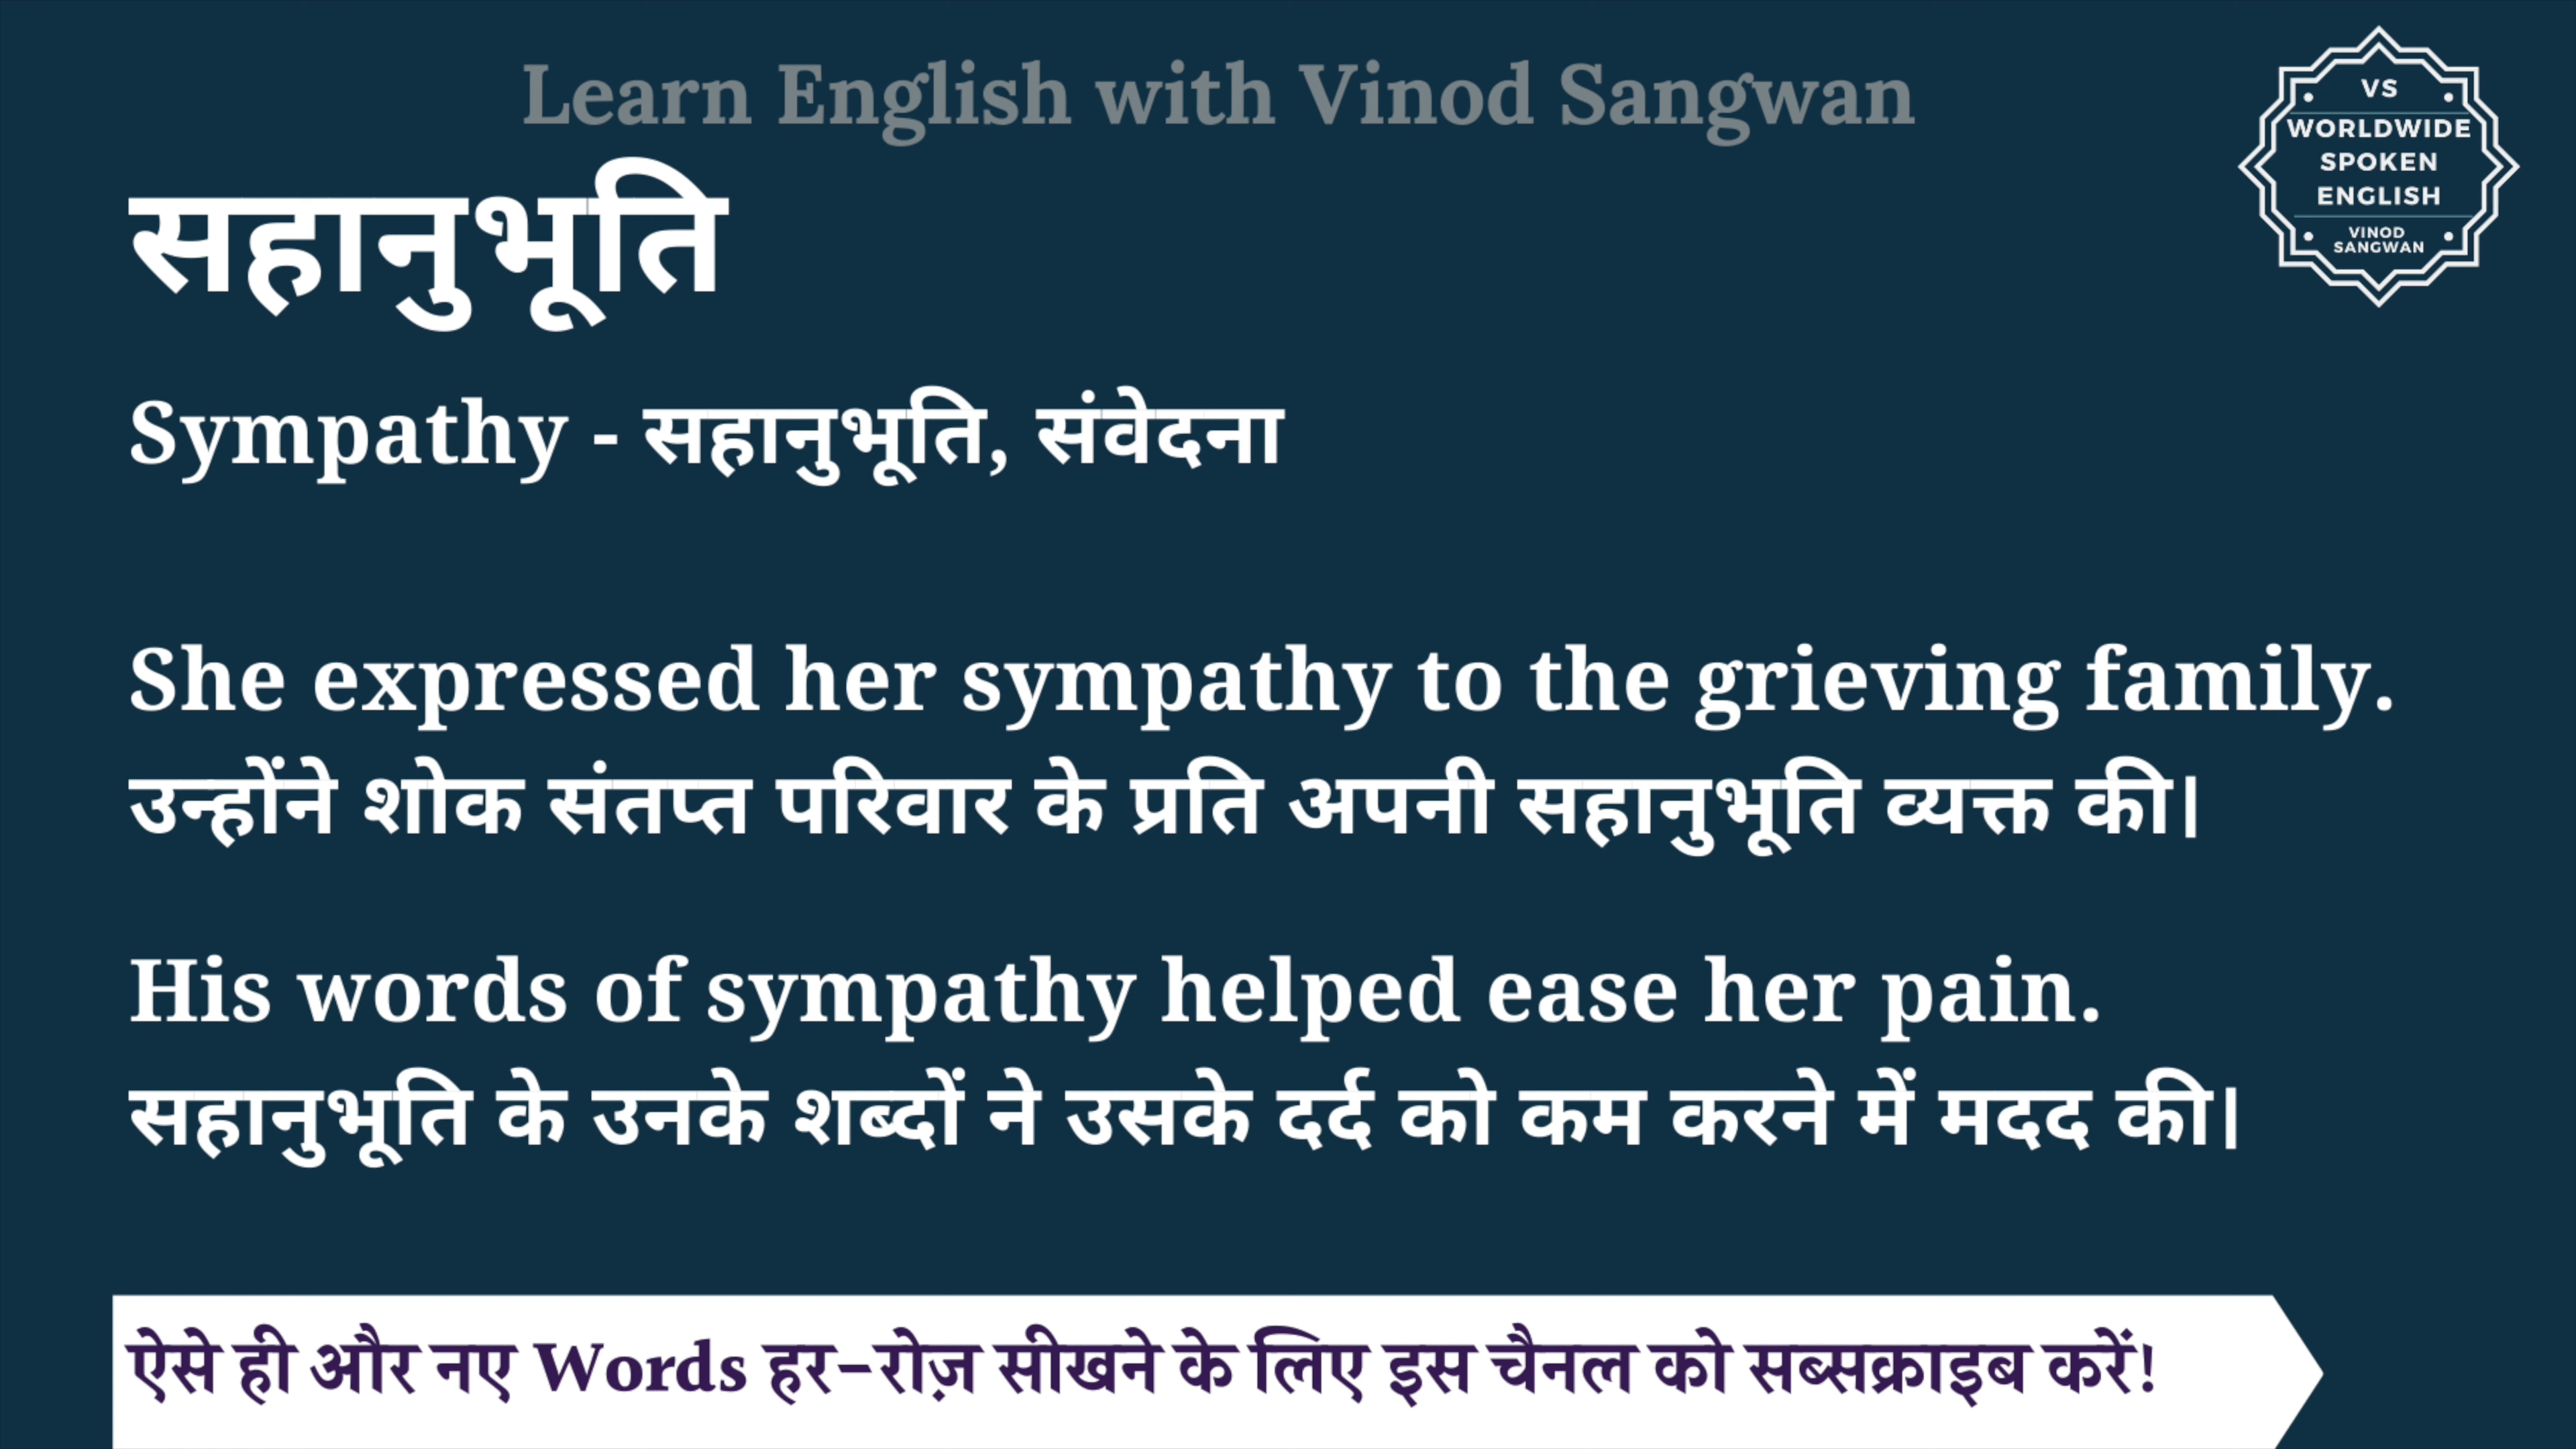 Learn English with Vinod Sangwan
VS
WORLDWIDE
SPOKEN
ENGLISH
VINOD
SANGWAN
सहानुभूति
Sympathy - सहानुभूति, संवेदना
She expressed her sympathy to the grieving family.
उन्होंने शोक संतप्त परिवार के प्रति अपनी सहानुभूति व्यक्त की।
His words of sympathy helped ease her pain.
सहानुभूति के उनके शब्दों ने उसके दर्द को कम करने में मदद की।
ऐसे ही और नए Words हर-रोज़ सीखने के लिए इस चैनल को सब्सक्राइब करें!